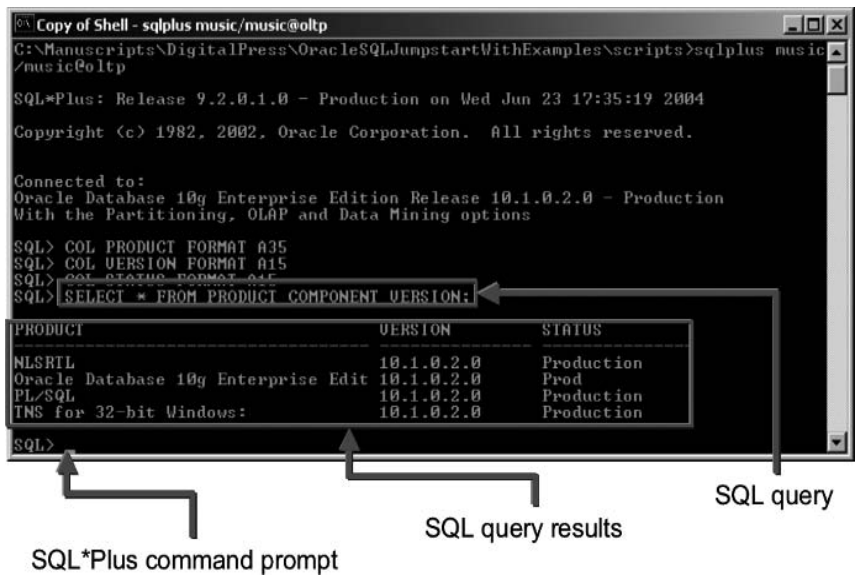 Copy of Shell - sqlplus music/music@oltp
C:\Manuscripts\DigitalPress\OracleSQLJumpstartWithExamples\scripts>sqlplus music
/music@oltp
SQL*Plus: Release 9.2.0.1.0 - Production on Wed Jun 23 17:35:19 2004
Copyright (c) 1982, 2002, Oracle Corporation.  All rights reserved.
Connected to:
Oracle Database 10g Enterprise Edition Release 10.1.0.2.0 - Production
With the Partitioning, OLAP and Data Mining options
SQL> COL PRODUCT FORMAT A35
SQL> COL VERSION FORMAT A15
SQL> COL STATUS FORMAT A15
SQL> SELECT * FROM PRODUCT_COMPONENT_VERSION;
PRODUCT VERSION STATUS
NLSRTL 10.1.0.2.0 Production
Oracle Database 10g Enterprise Edit 10.1.0.2.0 Prod
PL/SQL 10.1.0.2.0 Production
TNS for 32-bit Windows: 10.1.0.2.0 Production
SQL> _
SQL query
SQL query results
SQL*Plus command prompt